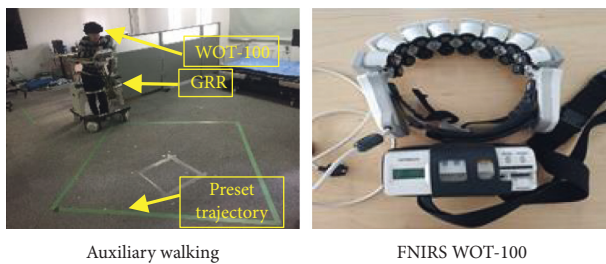 WOT-100
GRR
Preset
trajectory
Auxiliary walking
FNIRS WOT-100